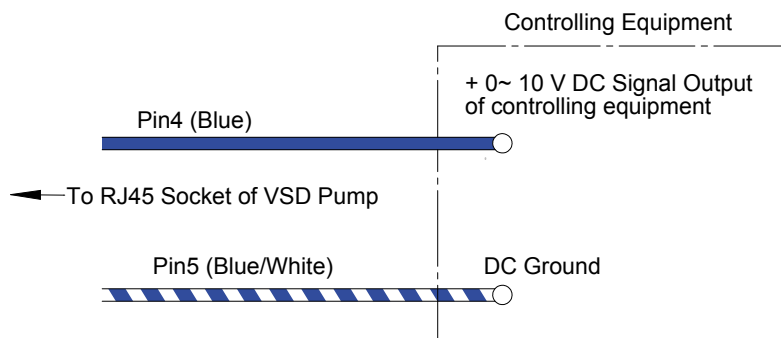 Controlling Equipment
+ 0~ 10 V DC Signal Output
of controlling equipment
Pin4 (Blue)
To RJ45 Socket of VSD Pump
Pin5 (Blue/White)
DC Ground